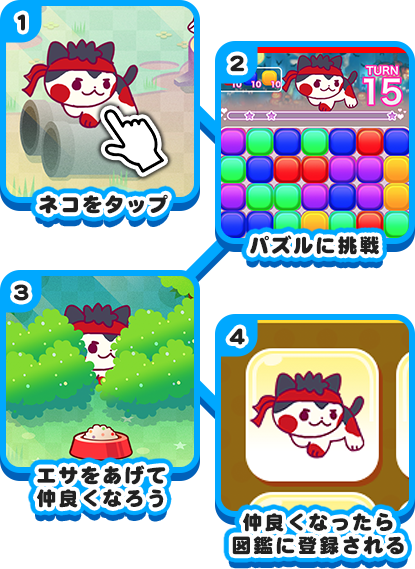 1
ネコをタップ
2
10 10 10
TURN
15
パズルに挑戦
3
エサをあげて
仲良くなろう
4
仲良くなったら
図鑑に登録される